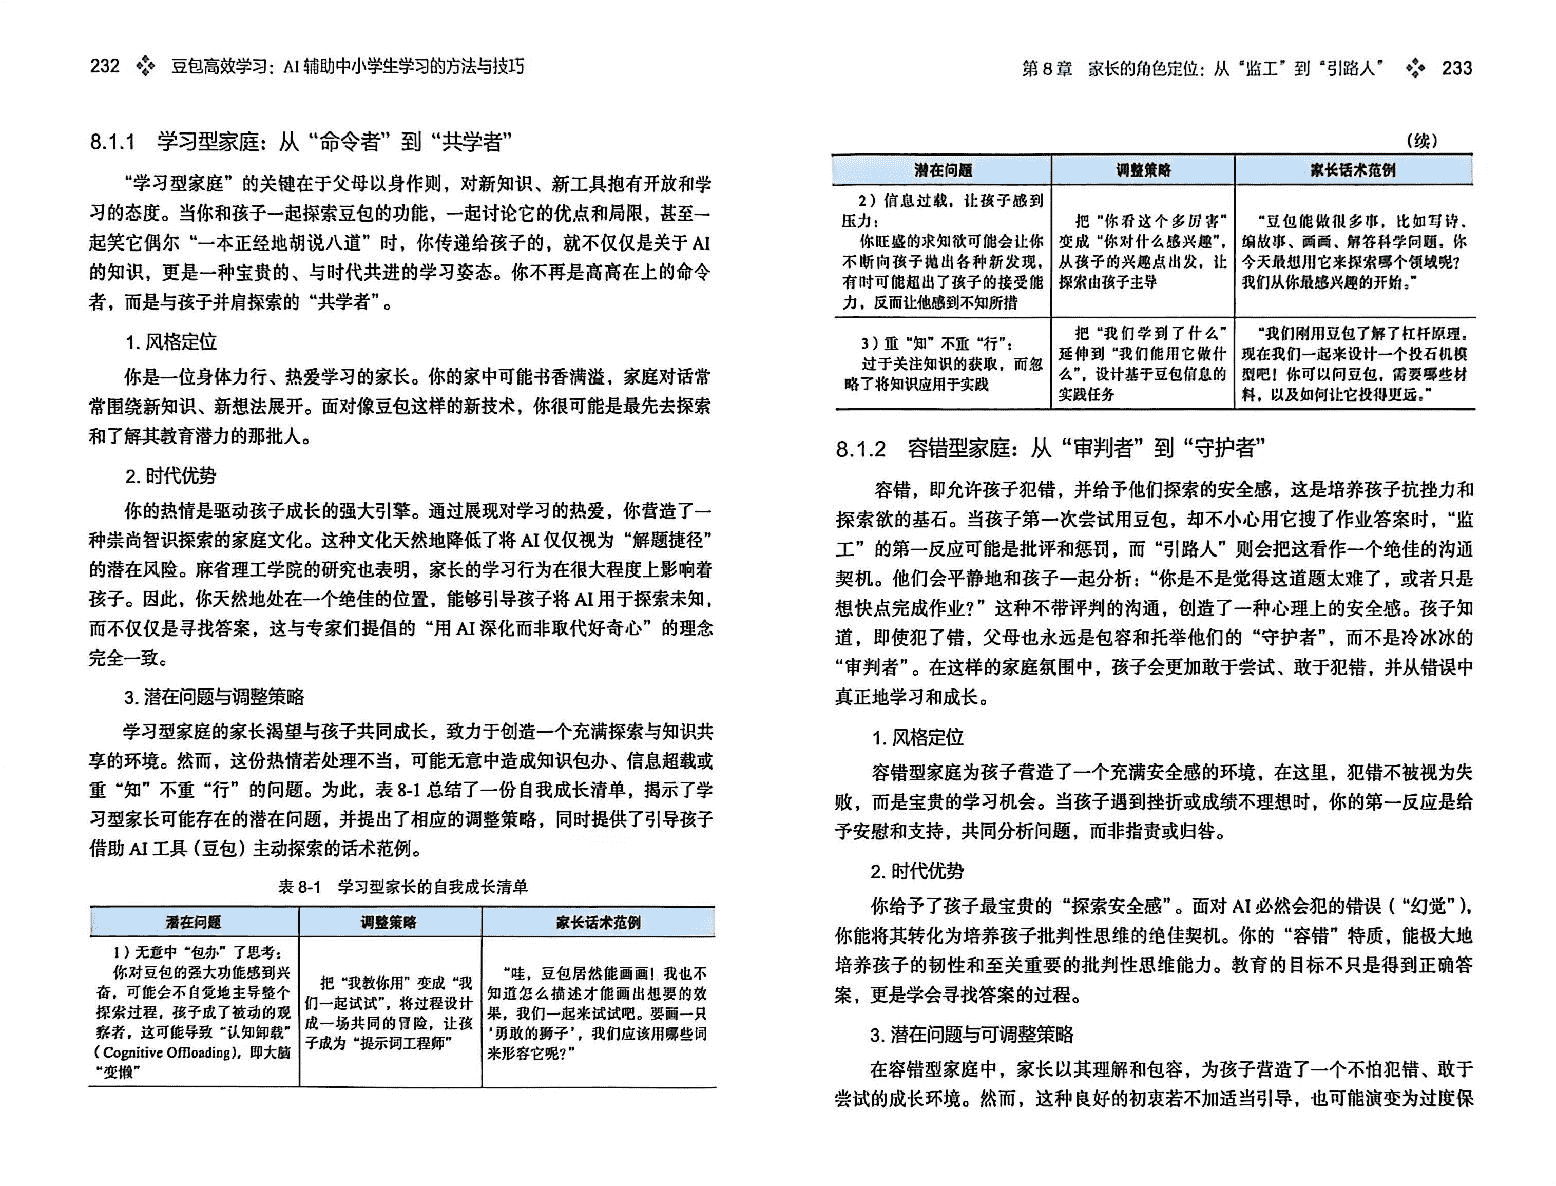 232 豆包高效学习：AI 辅助中小学生学习的方法与技巧
8.1.1 学习型家庭：从“命令者”到“共学者”
“学习型家庭”的关键在于父母以身作则，对新知识、新工具抱有开放和学
习的态度。当你和孩子一起探索豆包的功能，一起讨论它的优点和局限，甚至一
起笑它偶尔“一本正经地胡说八道”时，你传递给孩子的，就不仅仅是关于 AI
的知识，更是一种宝贵的、与时代共进的学习姿态。你不再是高高在上的命令
者，而是与孩子并肩探索的“共学者”。
1. 风格定位
你是一位身体力行、热爱学习的家长。你的家中可能书香满溢，家庭对话常
常围绕新知识、新想法展开。面对像豆包这样的新技术，你很可能是最先去探索
和了解其教育潜力的那批人。
2. 时代优势
你的热情是驱动孩子成长的强大引擎。通过展现对学习的热爱，你营造了一
种崇尚智识探索的家庭文化。这种文化天然地降低了将 AI 仅仅视为“解题捷径”
的潜在风险。麻省理工学院的研究也表明，家长的学习行为在很大程度上影响着
孩子。因此，你天然地处在一个绝佳的位置，能够引导孩子将 AI 用于探索未知，
而不仅仅是寻找答案，这与专家们提倡的“用 AI 深化而非取代好奇心”的理念
完全一致。
3. 潜在问题与调整策略
学习型家庭的家长渴望与孩子共同成长，致力于创造一个充满探索与知识共
享的环境。然而，这份热情若处理不当，可能无意中造成知识包办、信息超载或
重“知”不重“行”的问题。为此，表 8-1 总结了一份自我成长清单，揭示了学
习型家长可能存在的潜在问题，并提出了相应的调整策略，同时提供了引导孩子
借助 AI 工具（豆包）主动探索的话术范例。
表 8-1 学习型家长的自我成长清单
潜在问题 调整策略 家长话术范例
1）无意中“包办”了思考：
你对豆包的强大功能感到兴
奋，可能会不自觉地主导整个
探索过程，孩子成了被动的观
察者，这可能导致“认知卸载”
（Cognitive Offloading），即大脑
“变懒”
把“我教你用”变成“我
们一起试试”，将过程设计
成一场共同的冒险，让孩
子成为“提示词工程师”
“哇，豆包居然能画画！我也不
知道怎么描述才能画出想要的效
果，我们一起来试试吧。要画一只
‘勇敢的狮子’，我们应该用哪些词
来形容它呢？”
第 8 章 家长的角色定位：从“监工”到“引路人” 233
（续）
潜在问题 调整策略 家长话术范例
2）信息过载，让孩子感到
压力：
你旺盛的求知欲可能会让你
不断向孩子抛出各种新发现，
有时可能超出了孩子的接受能
力，反而让他感到不知所措
把“你看这个多厉害”
变成“你对什么感兴趣”，
从孩子的兴趣点出发，让
探索由孩子主导
“豆包能做很多事，比如写诗、
编故事、画画、解答科学问题。你
今天最想用它来探索哪个领域呢？
我们从你最感兴趣的开始。”
3）重“知”不重“行”：
过于关注知识的获取，而忽
略了将知识应用于实践
把“我们学到了什么”
延伸到“我们能用它做什
么”，设计基于豆包信息的
实践任务
“我们刚用豆包了解了杠杆原理。
现在我们一起来设计一个投石机模
型吧！你可以问豆包，需要哪些材
料，以及如何让它投得更远。”
8.1.2 容错型家庭：从“审判者”到“守护者”
容错，即允许孩子犯错，并给予他们探索的安全感，这是培养孩子抗挫力和
探索欲的基石。当孩子第一次尝试用豆包，却不小心用它搜了作业答案时，“监
工”的第一反应可能是批评和惩罚，而“引路人”则会把这看作一个绝佳的沟通
契机。他们会平静地和孩子一起分析：“你是不是觉得这道题太难了，或者只是
想快点完成作业？”这种不带评判的沟通，创造了一种心理上的安全感。孩子知
道，即使犯了错，父母也永远是包容和托举他们的“守护者”，而不是冷冰冰的
“审判者”。在这样的家庭氛围中，孩子会更加敢于尝试、敢于犯错，并从错误中
真正地学习和成长。
1. 风格定位
容错型家庭为孩子营造了一个充满安全感的环境，在这里，犯错不被视为失
败，而是宝贵的学习机会。当孩子遇到挫折或成绩不理想时，你的第一反应是给
予安慰和支持，共同分析问题，而非指责或归咎。
2. 时代优势
你给予了孩子最宝贵的“探索安全感”。面对 AI 必然会犯的错误（“幻觉”），
你能将其转化为培养孩子批判性思维的绝佳契机。你的“容错”特质，能极大地
培养孩子的韧性和至关重要的批判性思维能力。教育的目标不只是得到正确答
案，更是学会寻找答案的过程。
3. 潜在问题与可调整策略
在容错型家庭中，家长以其理解和包容，为孩子营造了一个不怕犯错、敢于
尝试的成长环境。然而，这种良好的初衷若不加适当引导，也可能演变为过度保